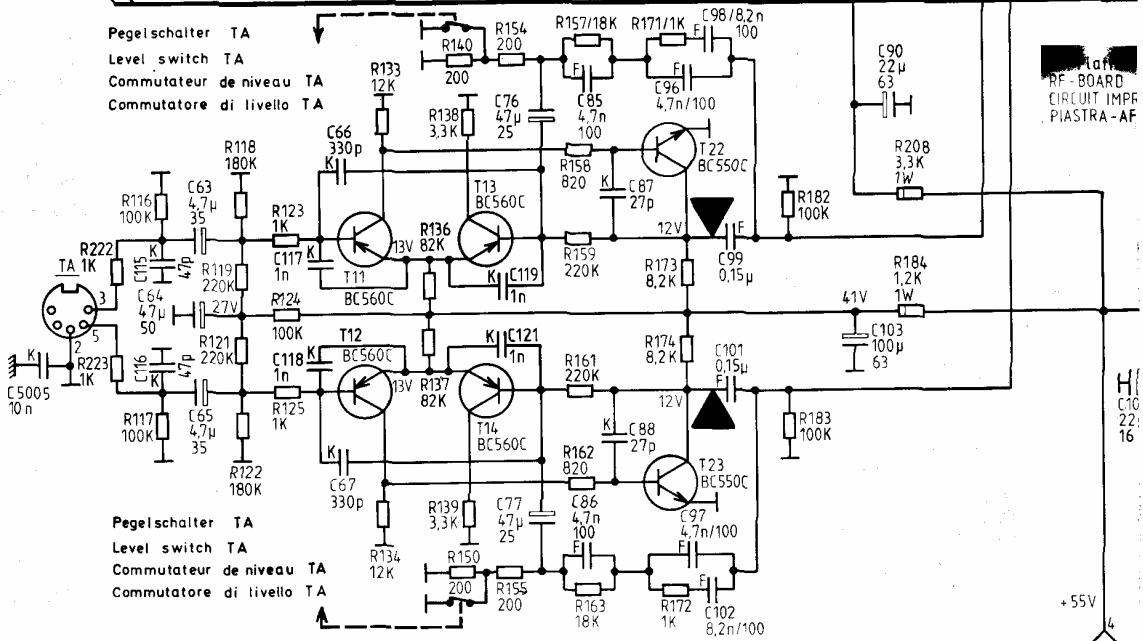 Pegelschalter TA
Level switch TA
Commutateur de niveau TA
Commutatore di livello TA
R140
200
R154
200
R157/18K
R171/1K
C98/8,2n
100
F
F
C85
4,7n
100
F
C96
4,7n/100
C90
22µ
63
RF-BOARD
CIRCUIT IMPR
PIASTRA-AF
R133
12K
R138
3,3K
C76
47µ
25
C66
330p
K
R158
820
T22
BC550C
K
C87
27p
R208
3,3K
1W
R118
180K
R116
100K
C63
4,7µ
35
R123
1K
T13
BC560C
R136
82K
13V
T11
BC560C
K
C117
1n
K
C119
1n
R159
220K
12V
F
C99
0,15µ
R182
100K
R173
8,2K
R184
1,2K
1W
41V
R222
1K
TA
3
5
2
K
C115
47p
R119
220K
C64
47µ
50
27V
R124
100K
R121
220K
K
C116
47p
R223
1K
K
C5005
10n
T12
BC560C
C118
1n
K
R125
1K
13V
R137
82K
K
C121
1n
T14
BC560C
R161
220K
R174
8,2K
C101
0,15µ
F
12V
C103
100µ
63
R183
100K
R117
100K
C65
4,7µ
35
R122
180K
K
C67
330p
R162
820
K
C88
27p
T23
BC550C
R139
3,3K
C77
47µ
25
C86
4,7n
100
F
C97
4,7n/100
F
R134
12K
R150
200
R155
200
R163
18K
R172
1K
F
C102
8,2n/100
Pegelschalter TA
Level switch TA
Commutateur de niveau TA
Commutatore di livello TA
+55V
4
C10
22
16